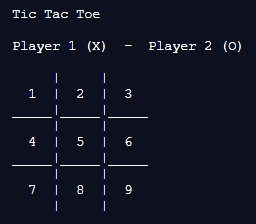 Tic Tac Toe
Player 1 (X) - Player 2 (O)
1 | 2 | 3
4 | 5 | 6
7 | 8 | 9